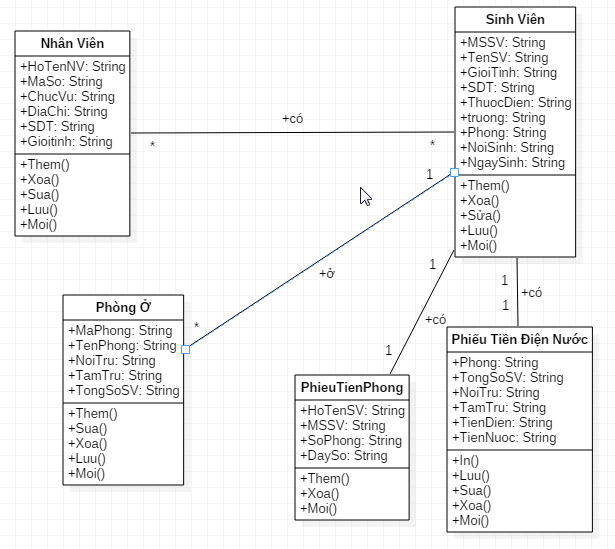 Nhân Viên
+HoTenNV: String
+MaSo: String
+ChucVu: String
+DiaChi: String
+SDT: String
+Gioitinh: String
+Them()
+Xoa()
+Sua()
+Luu()
+Moi()
+có
*
*
Sinh Viên
+MSSV: String
+TenSV: String
+GioiTinh: String
+SDT: String
+ThuocDien: String
+truong: String
+Phong: String
+NoiSinh: String
+NgaySinh: String
+Them()
+Xoa()
+Sửa()
+Luu()
+Moi()
1
+ở
*
Phòng Ở
+MaPhong: String
+TenPhong: String
+NoiTru: String
+TamTru: String
+TongSoSV: String
+Them()
+Sua()
+Xoa()
+Luu()
+Moi()
1
+có
1
PhieuTienPhong
+HoTenSV: String
+MSSV: String
+SoPhong: String
+DaySo: String
+Them()
+Xoa()
+Moi()
1
+có
1
Phiếu Tiền Điện Nước
+Phong: String
+TongSoSV: String
+NoiTru: String
+TamTru: String
+TienDien: String
+TienNuoc: String
+In()
+Luu()
+Sua()
+Xoa()
+Moi()